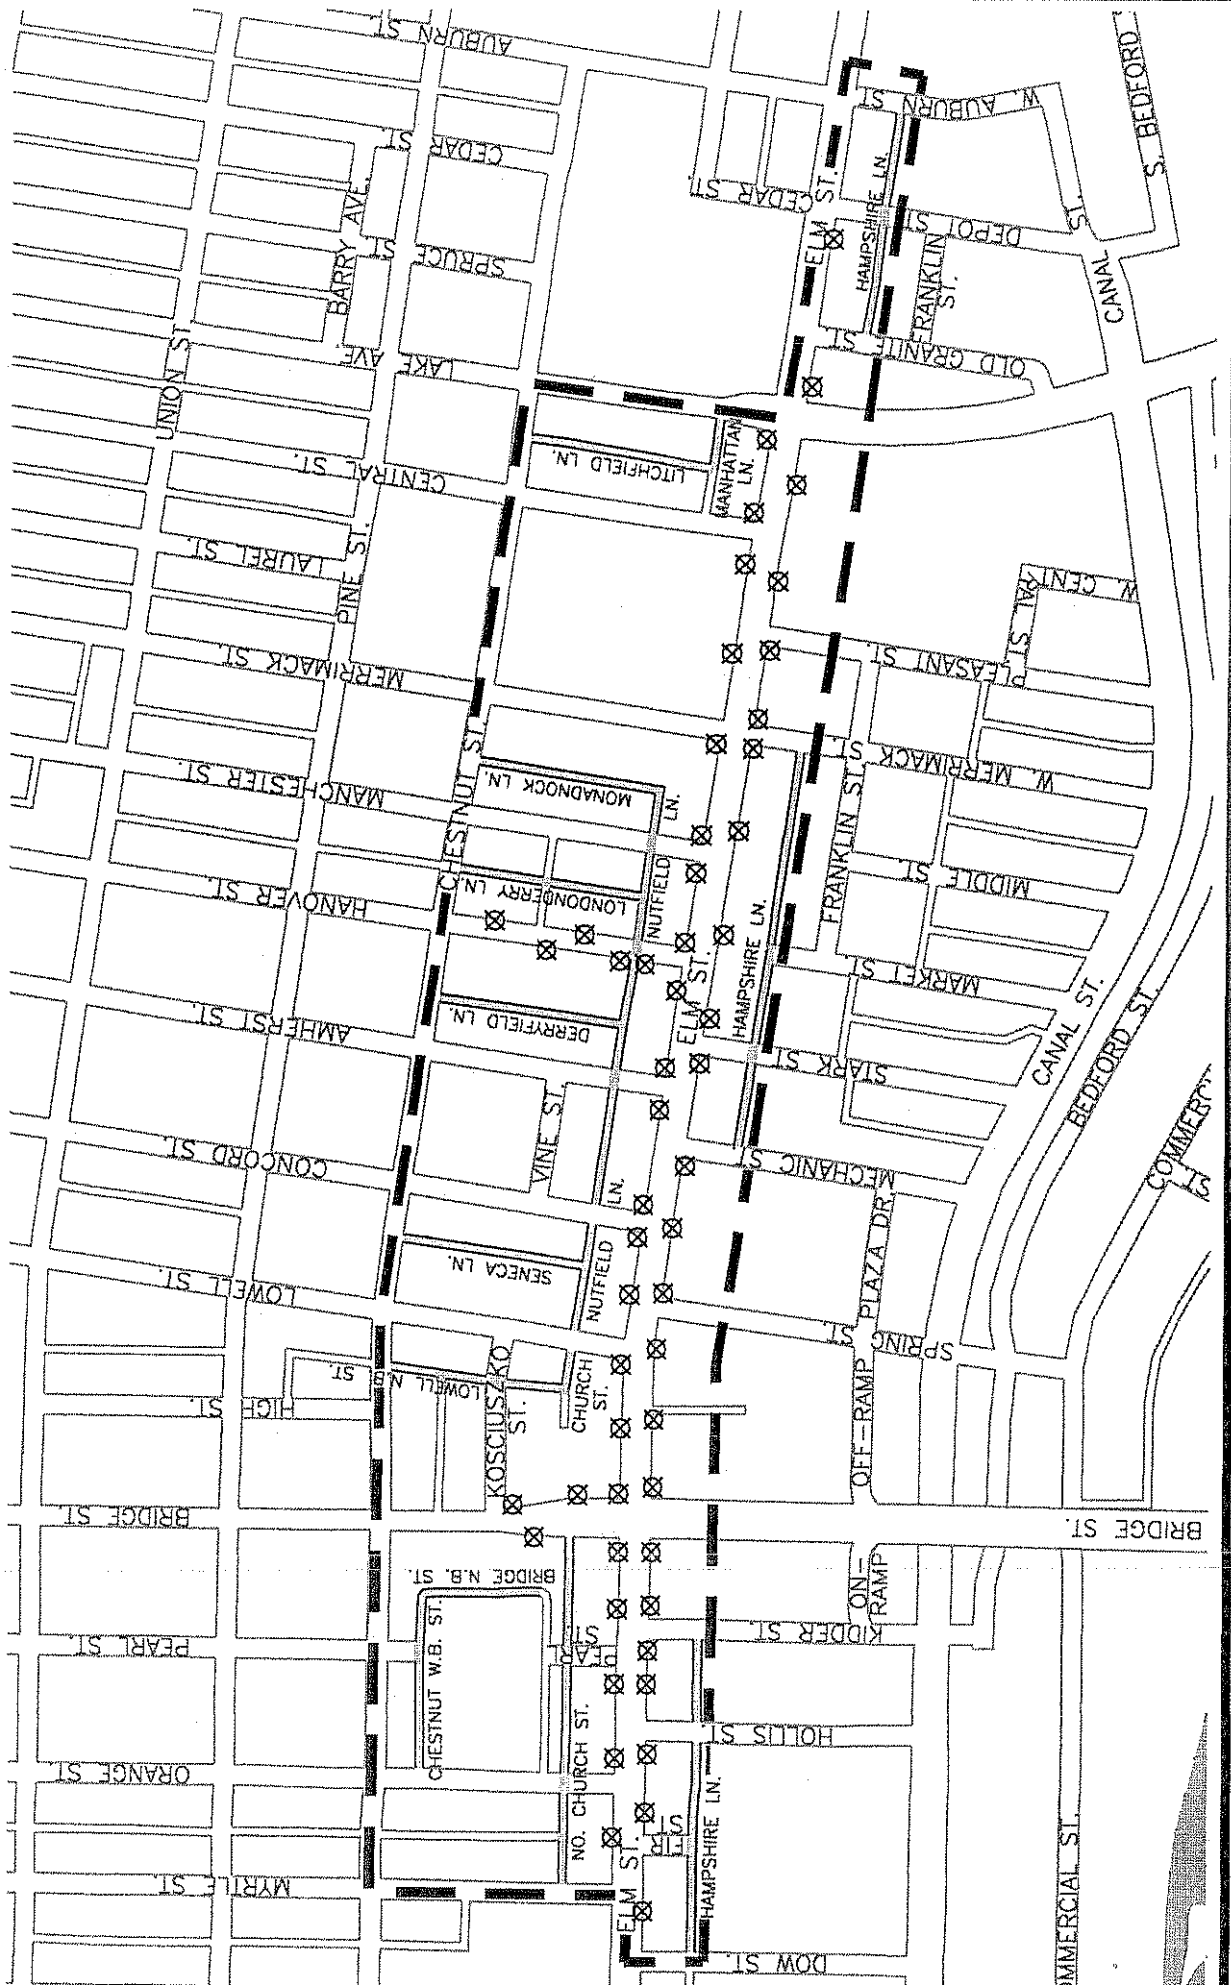 AUBURN ST.
S. BEDFORD
W. AUBURN ST
CEDAR ST.
BARRY AVE.
CEDAR ST.
ELM ST.
HAMPSHIRE LN.
DEPOT ST
ST.
SPRUCE ST
FRANKLIN
ST.
CANAL
UNION ST.
LAKE AVE
OLD GRANITE ST.
CENTRAL ST.
LITCHFIELD LN.
MANHATTAN
LN.
LAUREL ST.
PINE ST.
W. CENT
RAL ST
MERRIMACK ST.
PLEASANT ST.
CHESTNUT ST.
MANCHESTER ST.
MONADNOCK LN.
W. MERRIMACK ST.
NUTFIELD
LN.
FRANKLIN ST.
HANOVER ST.
LONDONDERRY LN.
MIDDLE ST.
HAMPSHIRE LN.
ELM ST.
MARKET ST
AMHERST ST.
DERRYFIELD LN.
CANAL ST.
BEDFORD ST.
STARK ST
VINE ST.
CONCORD ST.
MECHANIC ST
COMMERC
ST
NUTFIELD
LN.
SENECA LN.
PLAZA DR.
LOWELL ST.
SPRING ST.
LOWELL N.B. ST.
KOSCIUSZKO
ST.
CHURCH
ST.
HIGH ST.
OFF-RAMP
BRIDGE ST.
BRIDGE ST.
BRIDGE N.B. ST.
ON-
RAMP
PEARL ST.
CHESTNUT W.B. ST.
PEARL
ST.
KIDDER ST.
NO. CHURCH ST.
HOLLIS ST.
ORANGE ST.
HAMPSHIRE LN.
FIR
ST
ELM ST.
MYRTLE ST.
DOW ST.
OMMERCIAL ST.